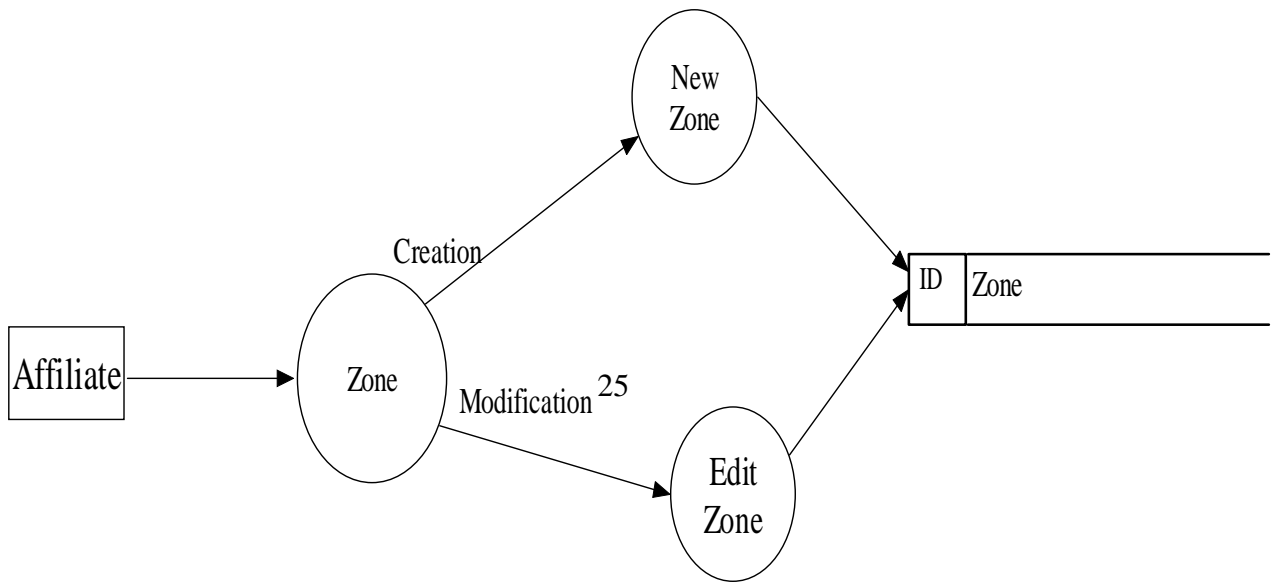 New
Zone
Creation
ID Zone
Affiliate
Zone
Modification 25
Edit
Zone